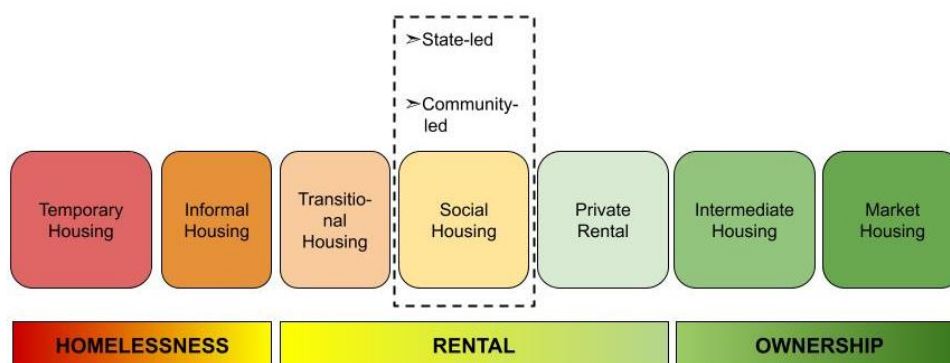 ➣State-led
➣Community-
led
Temporary
Housing
Informal
Housing
Transitio-
nal
Housing
Social
Housing
Private
Rental
Intermediate
Housing
Market
Housing
HOMELESSNESS
RENTAL
OWNERSHIP